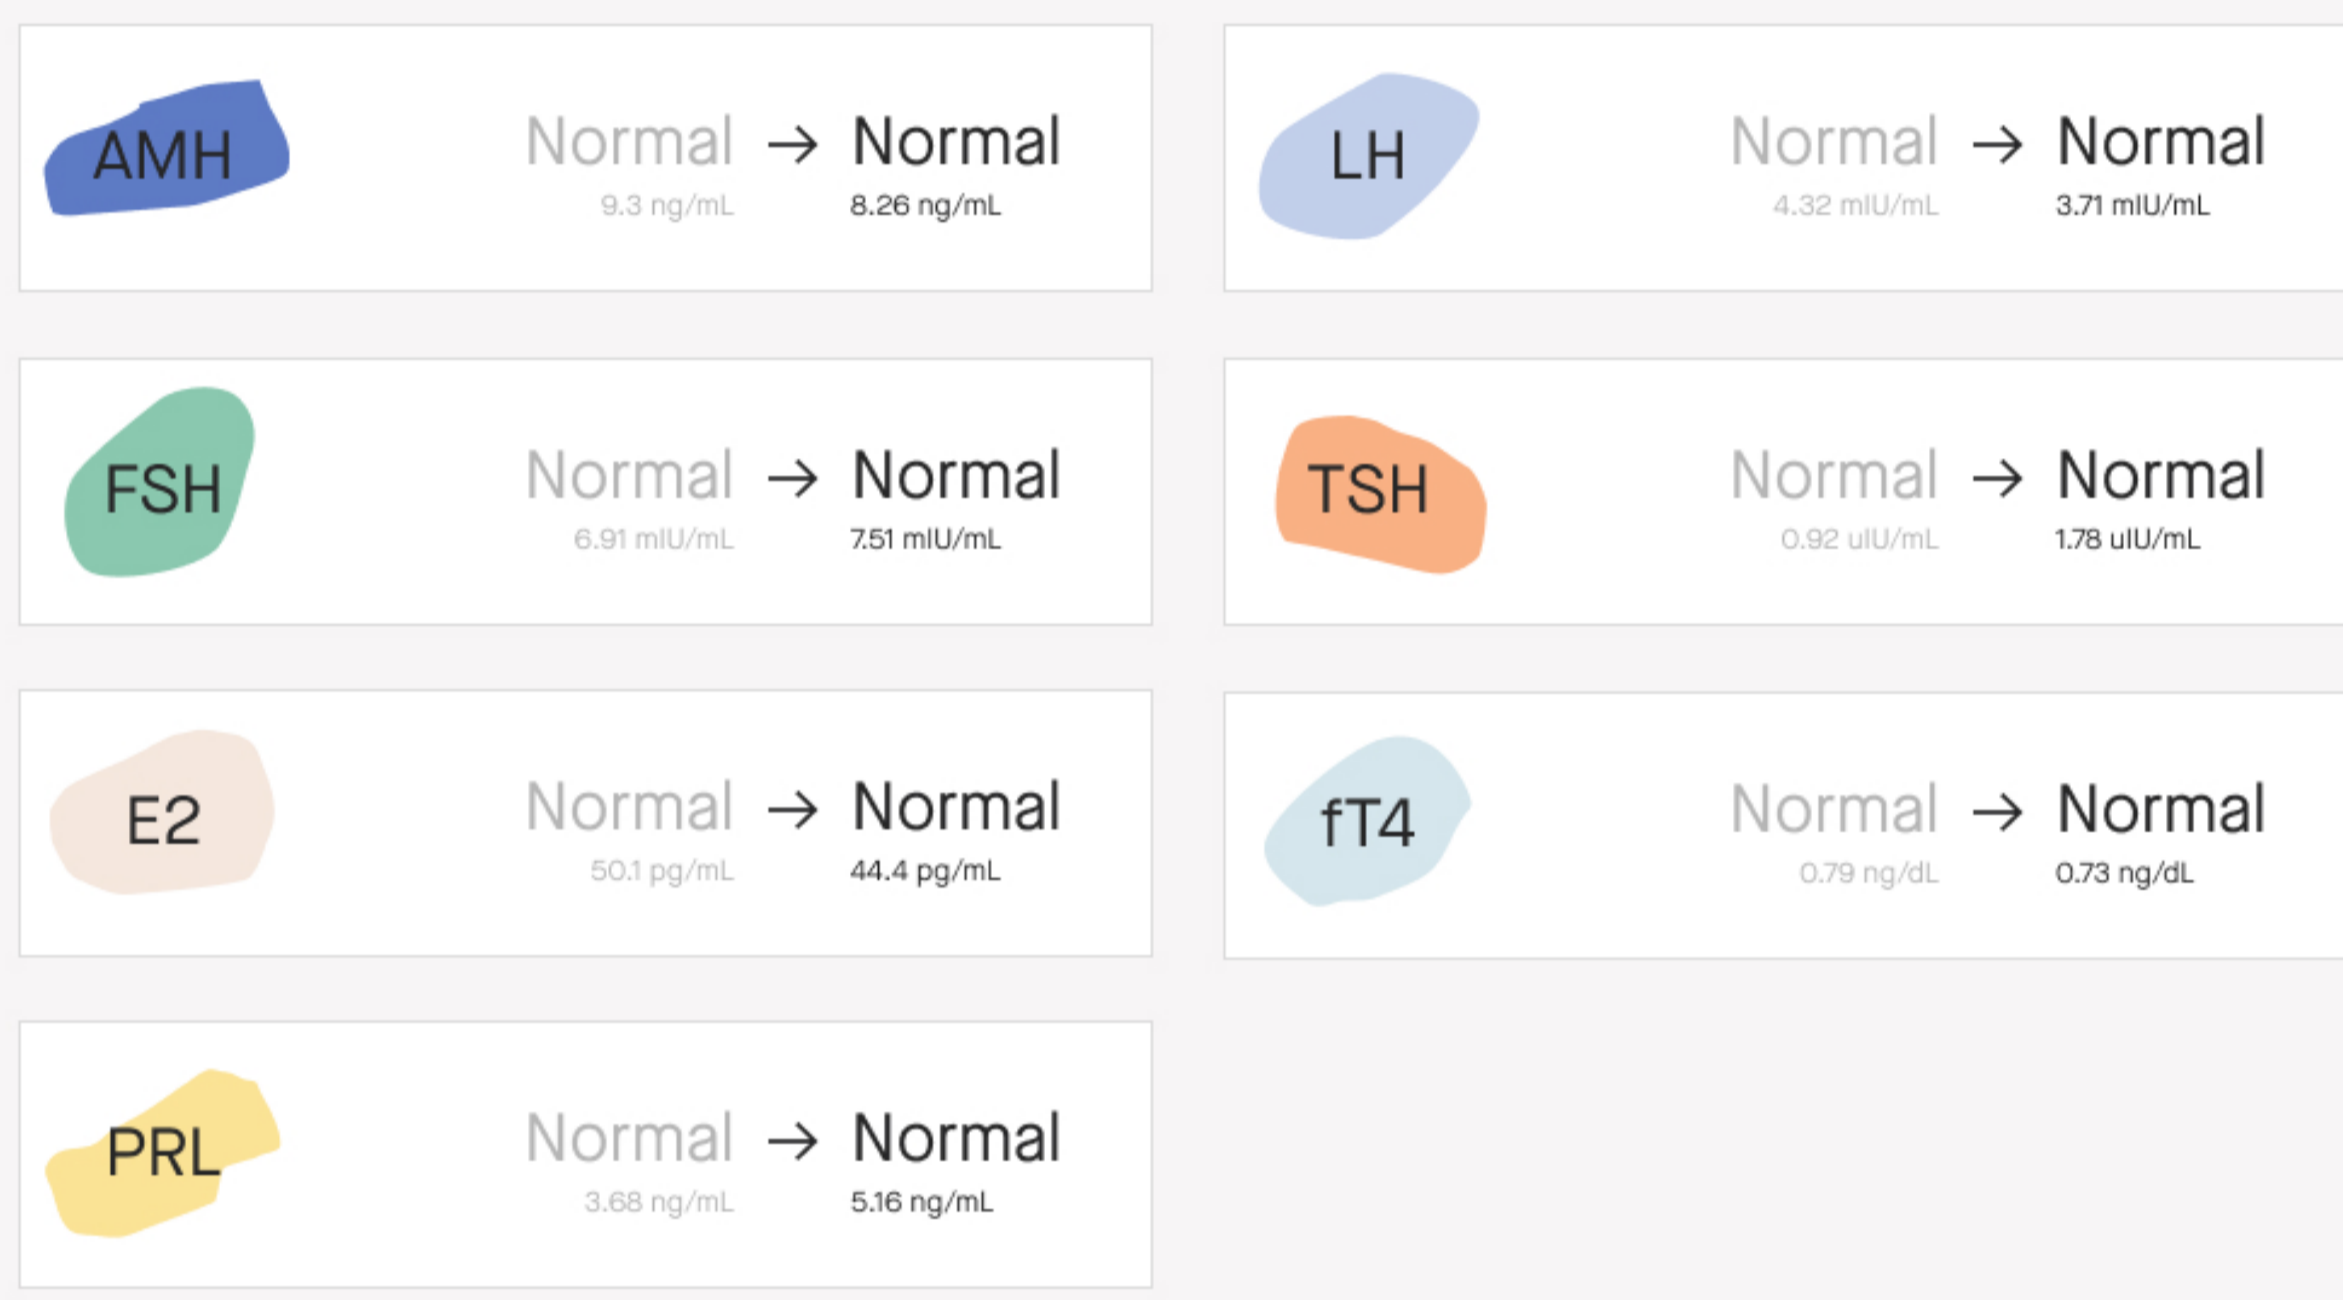 AMH
Normal → Normal
9.3 ng/mL 8.26 ng/mL
LH
Normal → Normal
4.32 mIU/mL 3.71 mIU/mL
FSH
Normal → Normal
6.91 mIU/mL 7.51 mIU/mL
TSH
Normal → Normal
0.92 uIU/mL 1.78 uIU/mL
E2
Normal → Normal
50.1 pg/mL 44.4 pg/mL
fT4
Normal → Normal
0.79 ng/dL 0.73 ng/dL
PRL
Normal → Normal
3.68 ng/mL 5.16 ng/mL